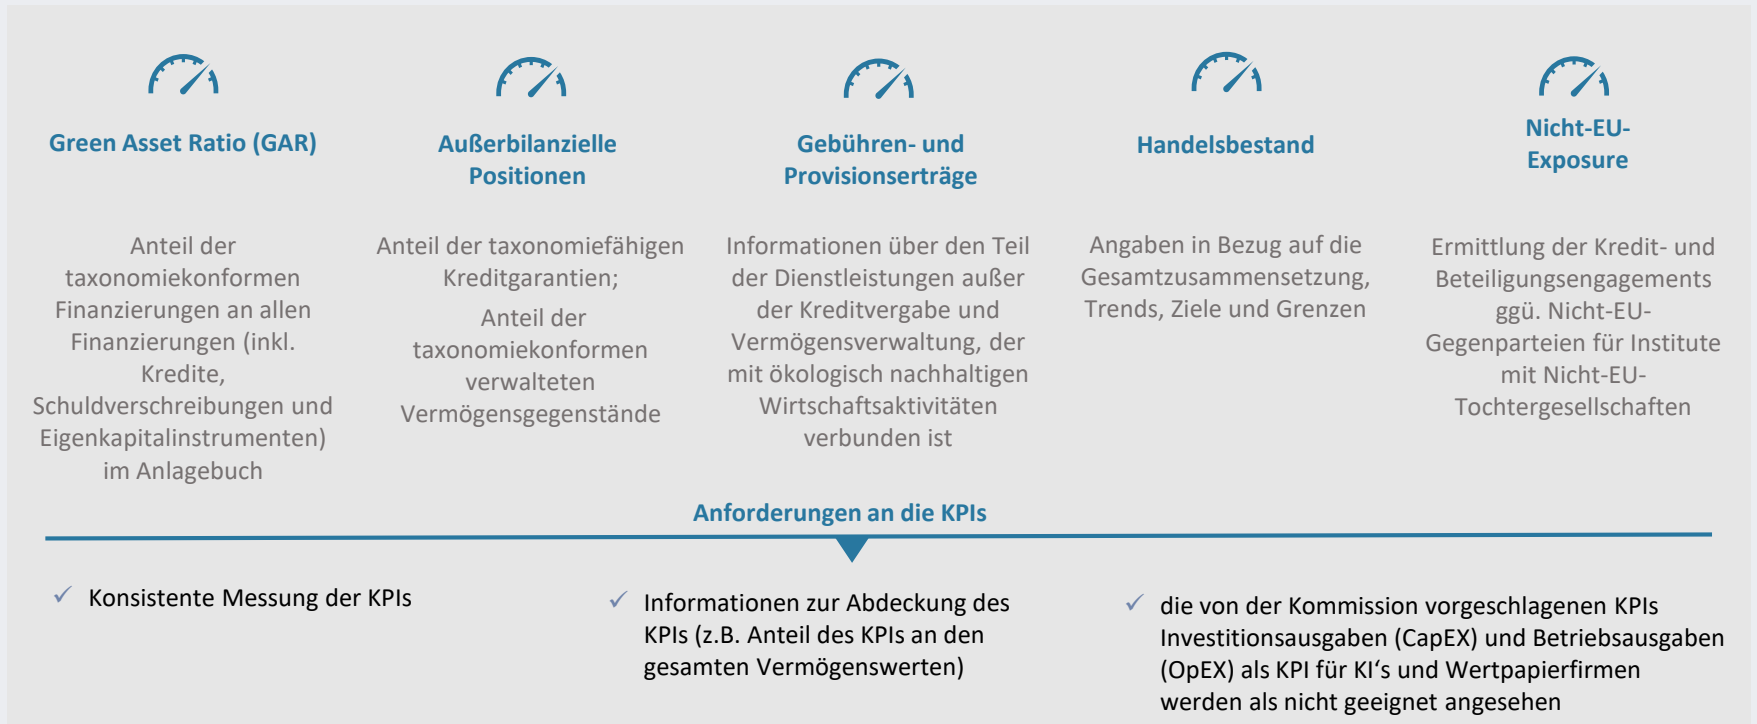 Green Asset Ratio (GAR)
Anteil der
taxonomiekonformen
Finanzierungen an allen
Finanzierungen (inkl.
Kredite,
Schuldverschreibungen und
Eigenkapitalinstrumenten)
im Anlagebuch
Außerbilanzielle
Positionen
Anteil der taxonomiefähigen
Kreditgarantien;
Anteil der
taxonomiekonformen
verwalteten
Vermögensgegenstände
Gebühren- und
Provisionserträge
Informationen über den Teil
der Dienstleistungen außer
der Kreditvergabe und
Vermögensverwaltung, der
mit ökologisch nachhaltigen
Wirtschaftsaktivitäten
verbunden ist
Handelsbestand
Angaben in Bezug auf die
Gesamtzusammensetzung,
Trends, Ziele und Grenzen
Nicht-EU-
Exposure
Ermittlung der Kredit- und
Beteiligungsengagements
ggü. Nicht-EU-
Gegenparteien für Institute
mit Nicht-EU-
Tochtergesellschaften
Anforderungen an die KPIs
✓ Konsistente Messung der KPIs
✓ Informationen zur Abdeckung des
KPIs (z.B. Anteil des KPIs an den
gesamten Vermögenswerten)
✓ die von der Kommission vorgeschlagenen KPIs
Investitionsausgaben (CapEX) und Betriebsausgaben
(OpEX) als KPI für KI‘s und Wertpapierfirmen
werden als nicht geeignet angesehen